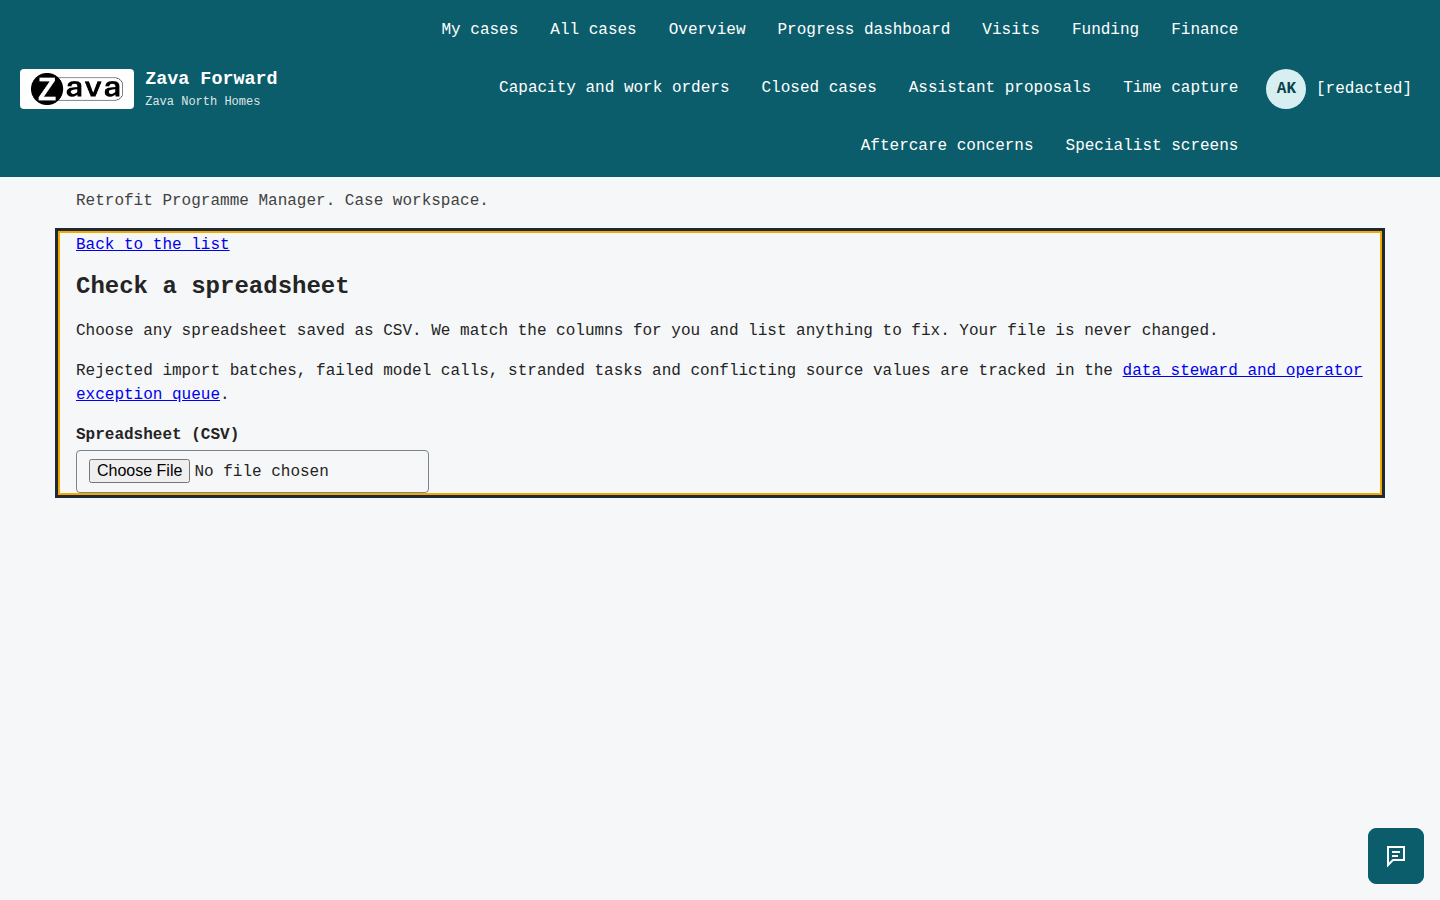 My cases All cases Overview Progress dashboard Visits Funding Finance
Zava
Zava Forward
Zava North Homes
Capacity and work orders Closed cases Assistant proposals Time capture
AK [redacted]
Aftercare concerns Specialist screens
Retrofit Programme Manager. Case workspace.
Back to the list
Check a spreadsheet
Choose any spreadsheet saved as CSV. We match the columns for you and list anything to fix. Your file is never changed.
Rejected import batches, failed model calls, stranded tasks and conflicting source values are tracked in the data steward and operator
exception queue.
Spreadsheet (CSV)
Choose File No file chosen